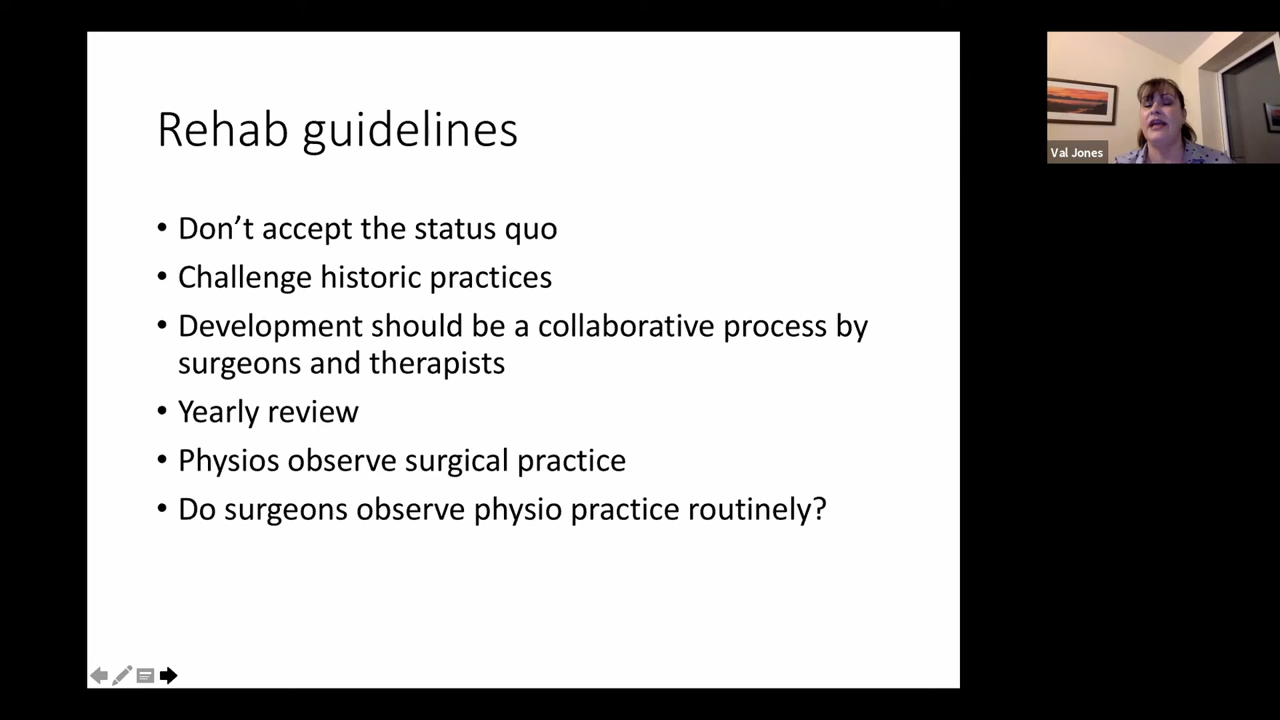 Rehab guidelines
• Don’t accept the status quo
• Challenge historic practices
• Development should be a collaborative process by
surgeons and therapists
• Yearly review
• Physios observe surgical practice
• Do surgeons observe physio practice routinely?
Val Jones